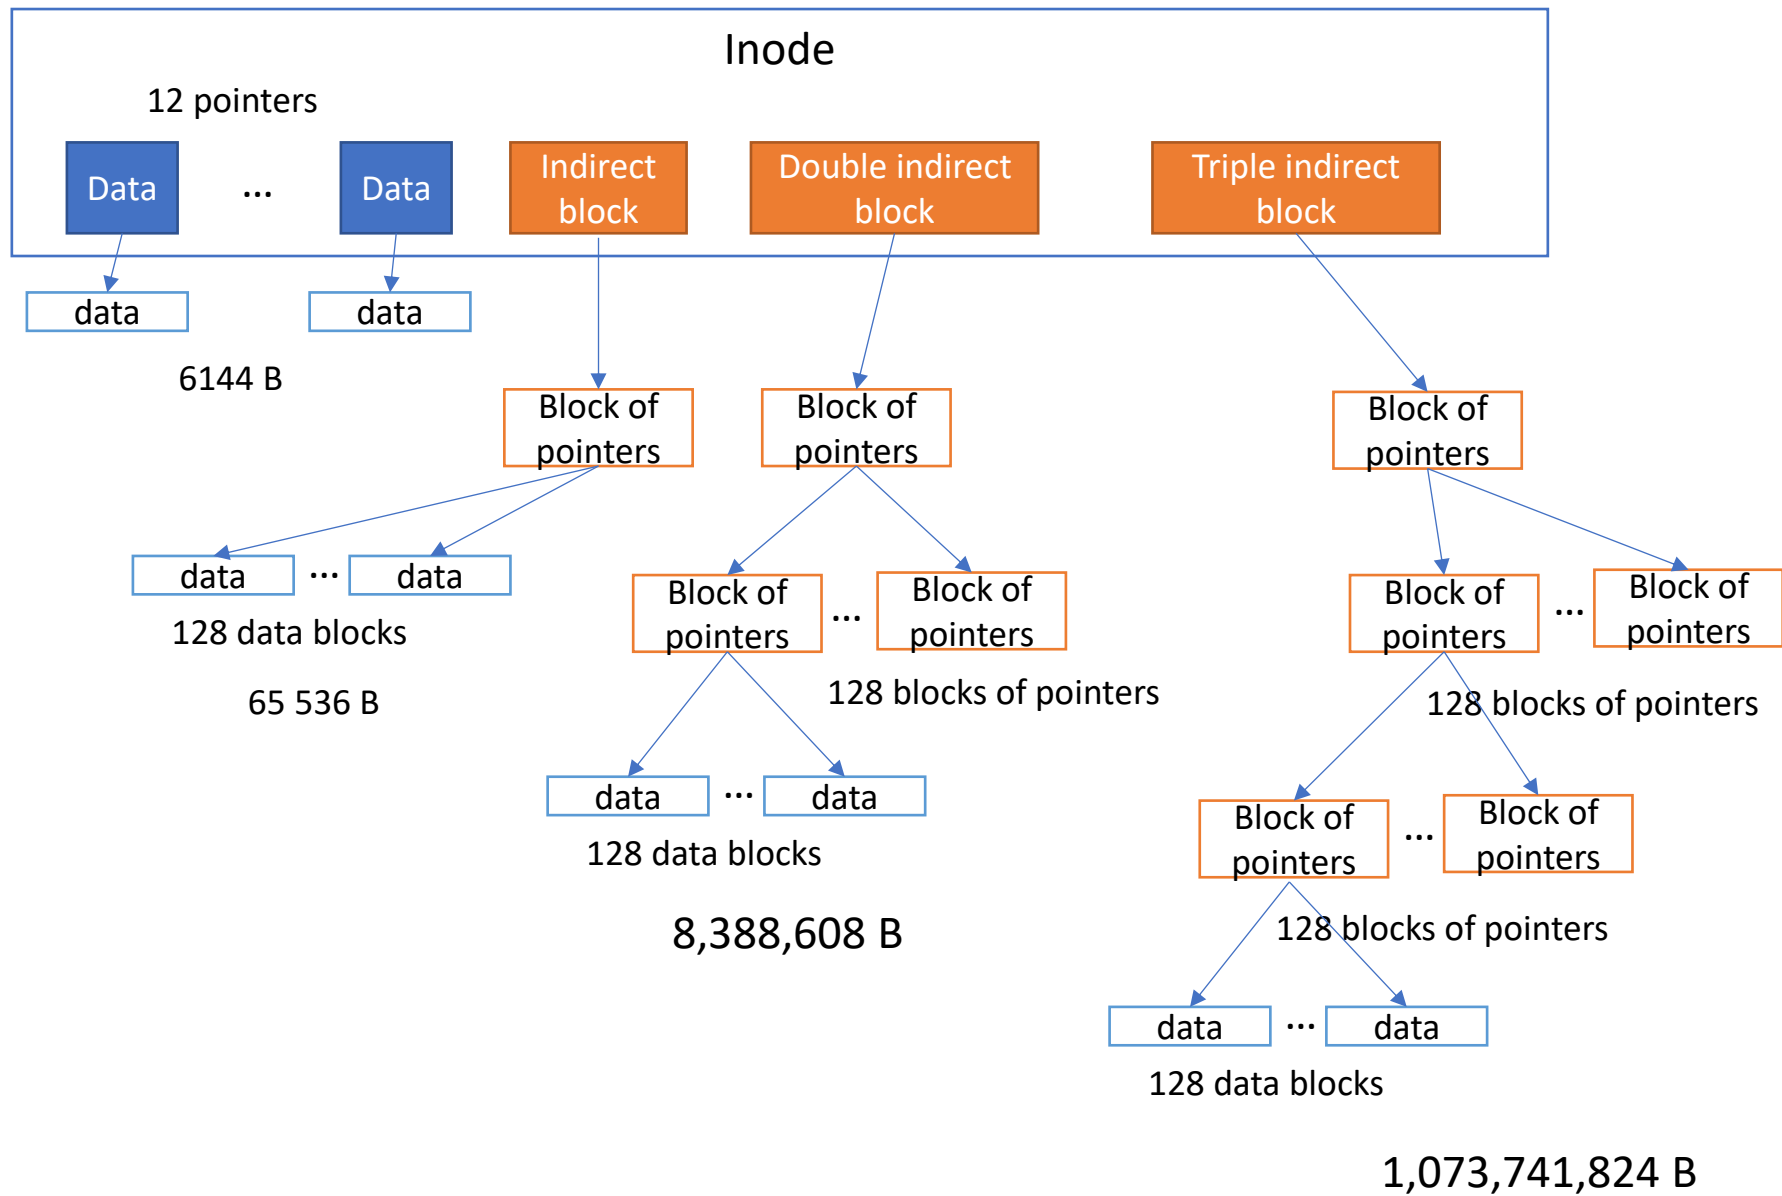 Inode
12 pointers
Data
...
Data
Indirect
block
Double indirect
block
Triple indirect
block
data
data
6144 B
Block of
pointers
Block of
pointers
Block of
pointers
data
...
data
128 data blocks
65 536 B
Block of
pointers
...
Block of
pointers
128 blocks of pointers
data
...
data
128 data blocks
8,388,608 B
Block of
pointers
...
Block of
pointers
128 blocks of pointers
Block of
pointers
...
Block of
pointers
128 blocks of pointers
data
...
data
128 data blocks
1,073,741,824 B